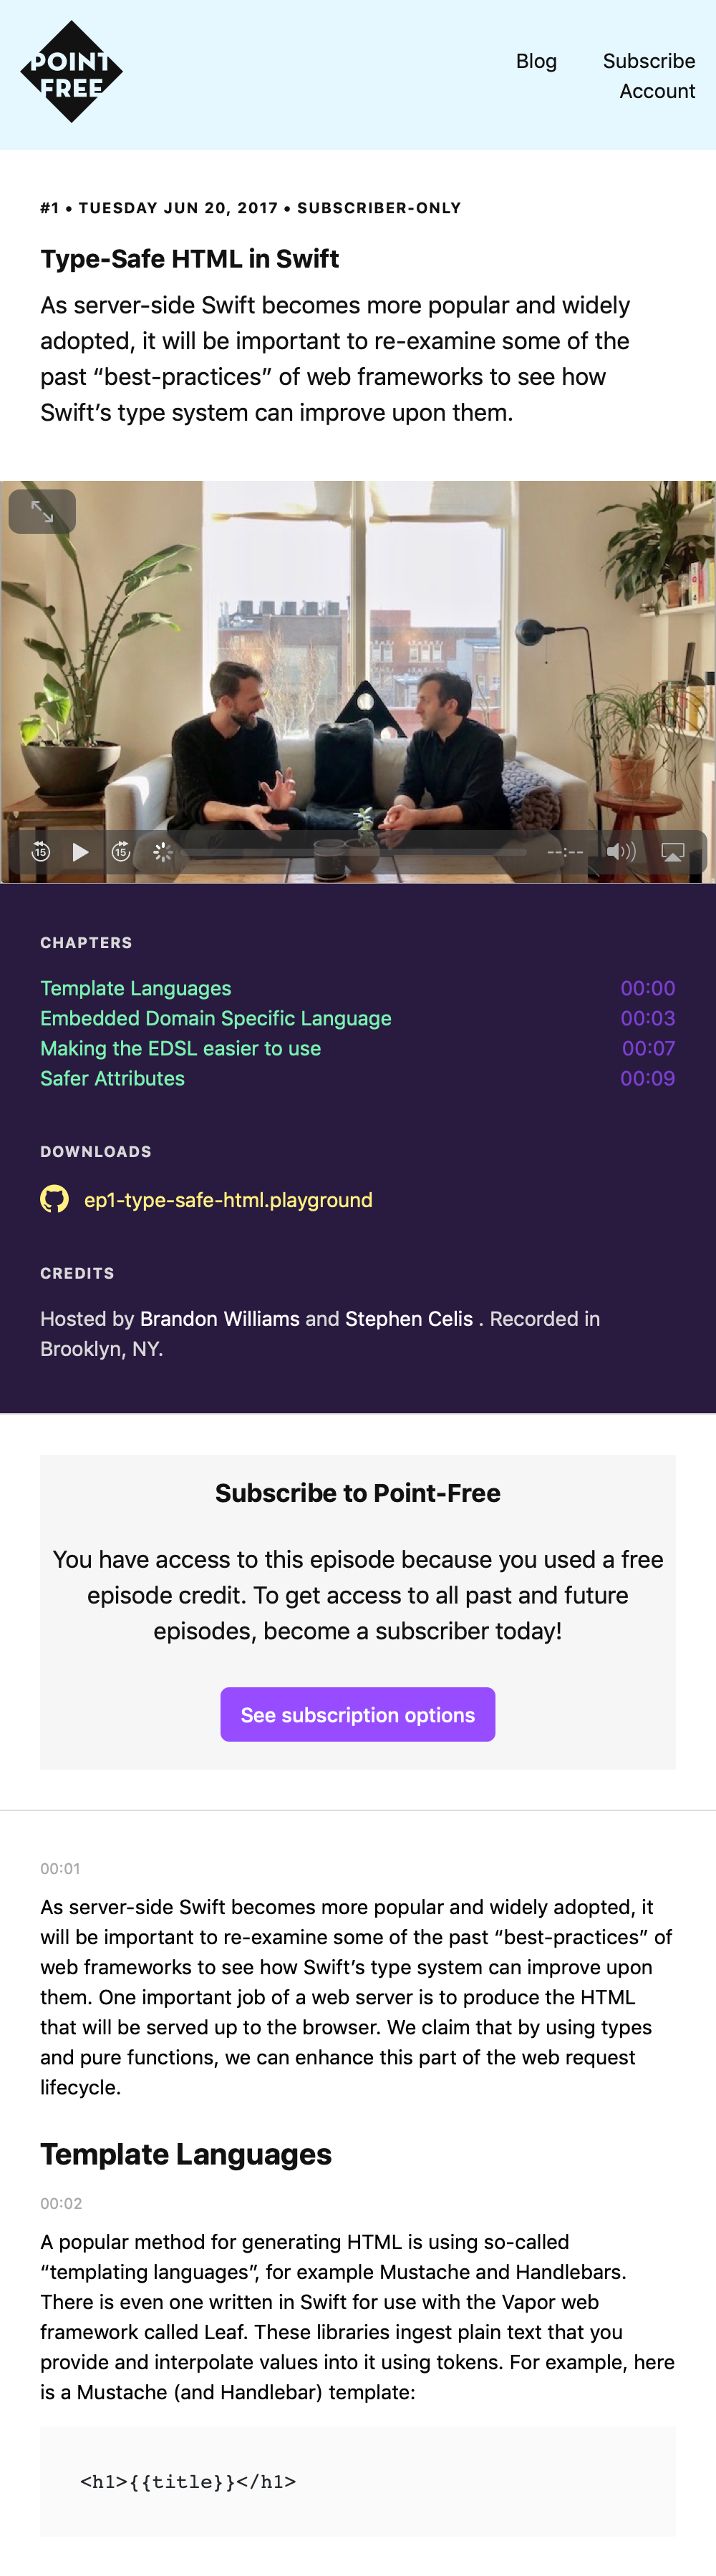 POINT
FREE
Blog
Subscribe
Account
#1 • TUESDAY JUN 20, 2017 • SUBSCRIBER-ONLY
Type-Safe HTML in Swift
As server-side Swift becomes more popular and widely
adopted, it will be important to re-examine some of the
past “best-practices” of web frameworks to see how
Swift’s type system can improve upon them.
15
15
--:--
CHAPTERS
Template Languages 00:00
Embedded Domain Specific Language 00:03
Making the EDSL easier to use 00:07
Safer Attributes 00:09
DOWNLOADS
ep1-type-safe-html.playground
CREDITS
Hosted by Brandon Williams and Stephen Celis . Recorded in
Brooklyn, NY.
Subscribe to Point-Free
You have access to this episode because you used a free
episode credit. To get access to all past and future
episodes, become a subscriber today!
See subscription options
00:01
As server-side Swift becomes more popular and widely adopted, it
will be important to re-examine some of the past “best-practices” of
web frameworks to see how Swift’s type system can improve upon
them. One important job of a web server is to produce the HTML
that will be served up to the browser. We claim that by using types
and pure functions, we can enhance this part of the web request
lifecycle.
Template Languages
00:02
A popular method for generating HTML is using so-called
“templating languages”, for example Mustache and Handlebars.
There is even one written in Swift for use with the Vapor web
framework called Leaf. These libraries ingest plain text that you
provide and interpolate values into it using tokens. For example, here
is a Mustache (and Handlebar) template:
<h1>{{title}}</h1>